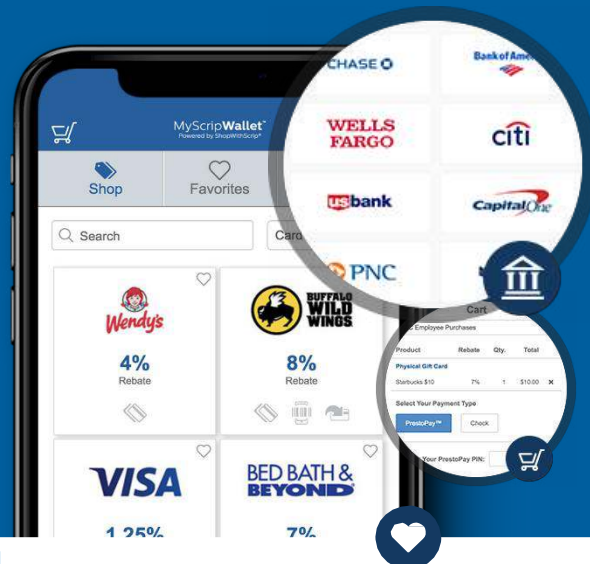 CHASE
Bank of Ame
WELLS
FARGO
citi
usbank
Capital One
PNC
MyScripWallet™
Powered by ShopWithScrip®
Shop
Favorites
Search
Card
Wendy's
4%
Rebate
BUFFALO
WILD
WINGS
8%
Rebate
VISA
1.25%
BED BATH &
BEYOND
7%
Cart
Employee Purchases
Product Rebate Qty. Total
Physical Gift Card
Starbucks $10 7% 1 $10.00 ×
Select Your Payment Type
PrestoPay™ Check
Your PrestoPay PIN: